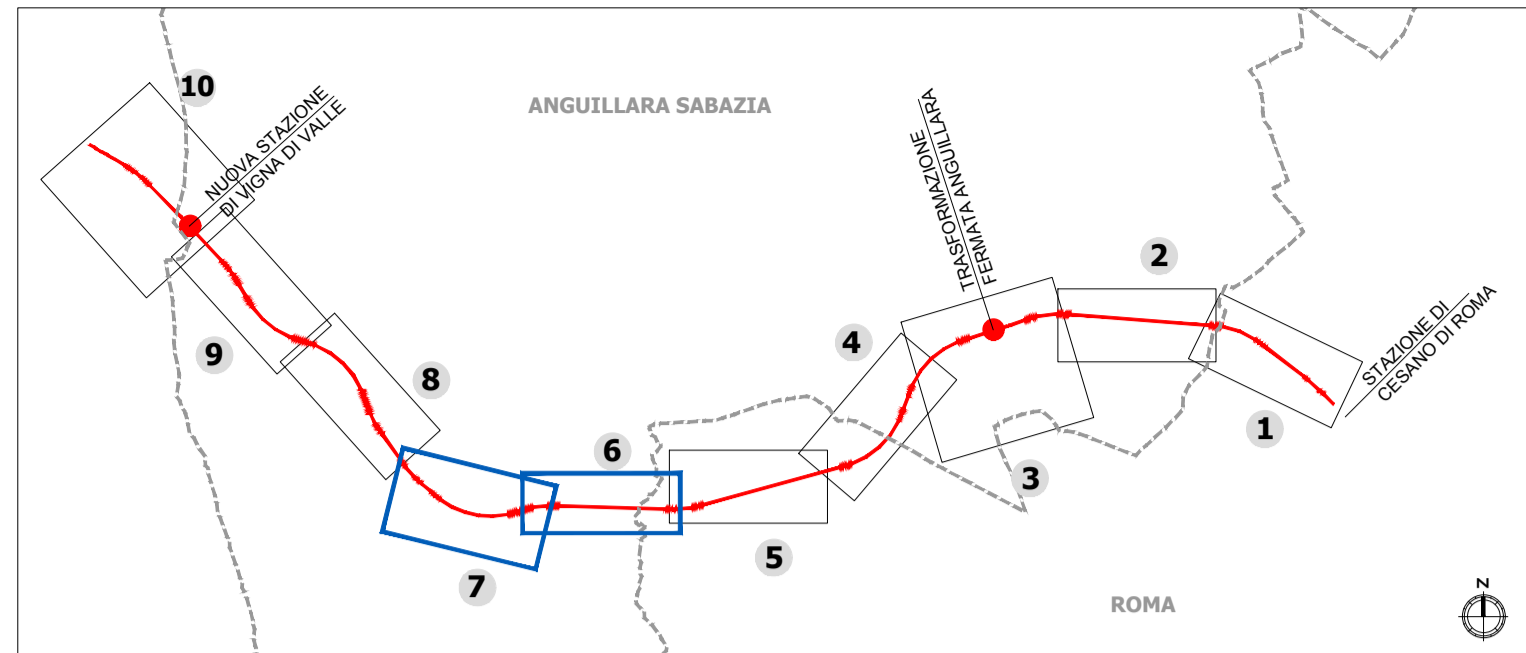 10
ANGUILLARA SABAZIA
NUOVA STAZIONE
DI VIGNA DI VALLE
TRASFORMAZIONE
FERMATA ANGUILLARA
2
STAZIONE DI
CESANO DI ROMA
4
9
8
1
6
3
5
7
ROMA
N